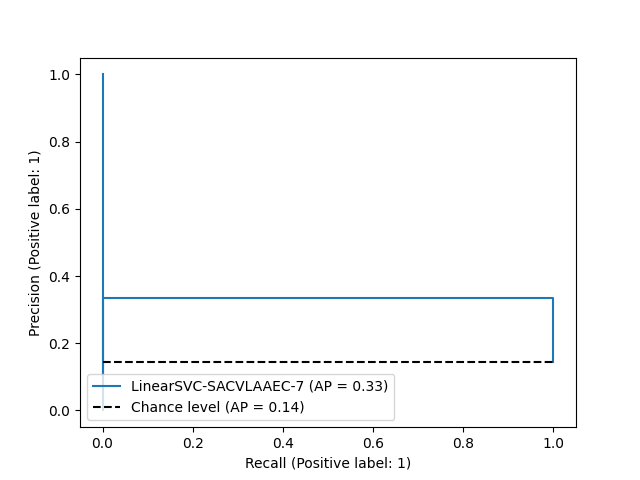 1.0
0.8
0.6
0.4
0.2
0.0
Precision (Positive label: 1)
LinearSVC-SACVLAAEC-7 (AP = 0.33)
Chance level (AP = 0.14)
0.0 0.2 0.4 0.6 0.8 1.0
Recall (Positive label: 1)